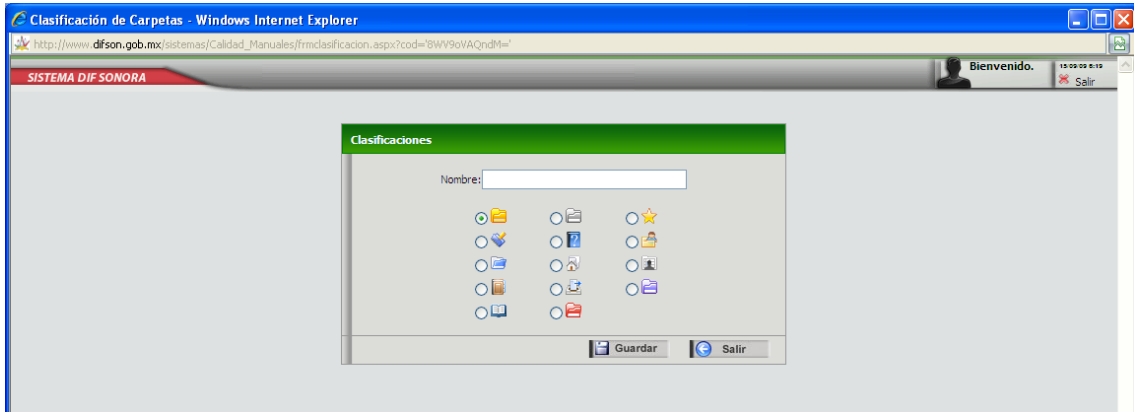 Clasificación de Carpetas - Windows Internet Explorer
http://www.difson.gob.mx/sistemas/Calidad_Manuales/frmclasificacion.aspx?cod='8WV9oVAQndM='
SISTEMA DIF SONORA
Bienvenido.
Salir
Clasificaciones
Nombre:
Guardar
Salir